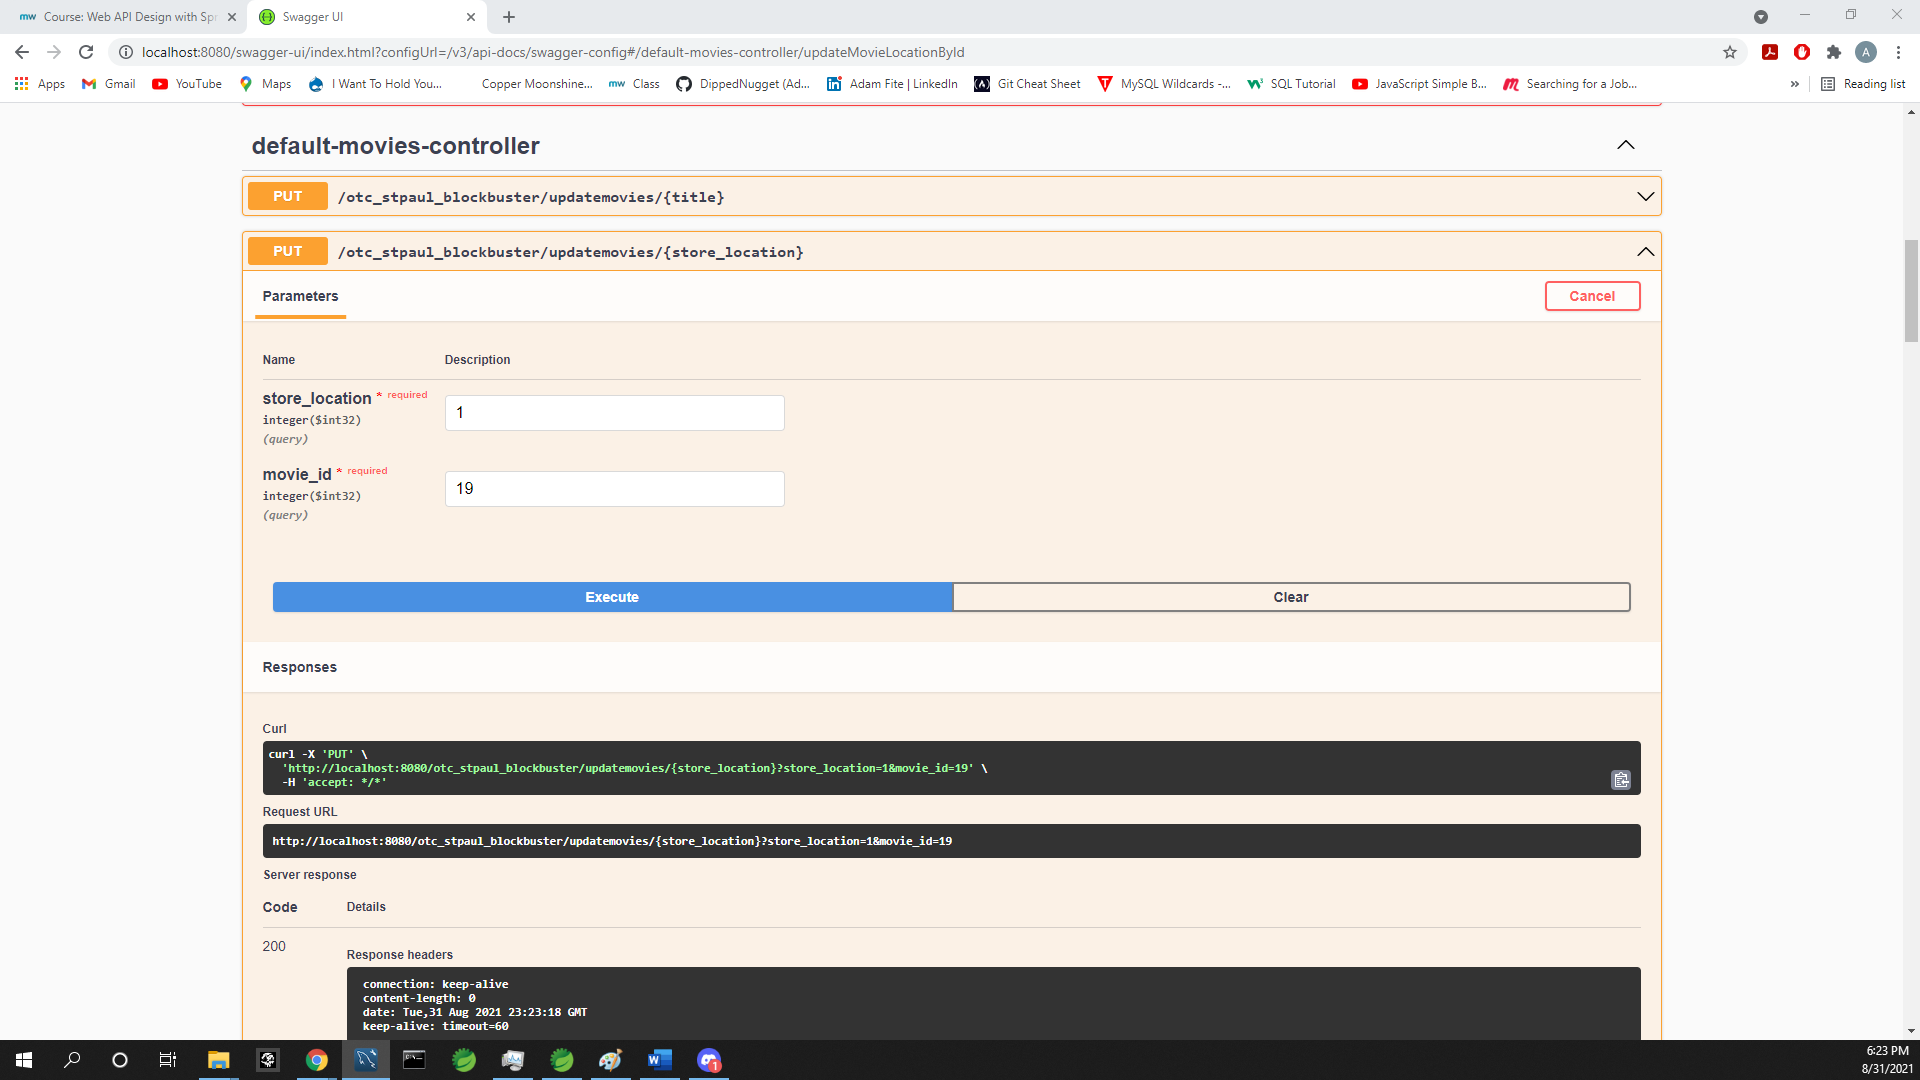 mw Course: Web API Design with Spr
Swagger UI
localhost:8080/swagger-ui/index.html?configUrl=/v3/api-docs/swagger-config#/default-movies-controller/updateMovieLocationById
A
Apps
Gmail
YouTube
Maps
I Want To Hold You...
Copper Moonshine...
mw Class
DippedNugget (Ad...
Adam Fite | LinkedIn
Git Cheat Sheet
MySQL Wildcards -...
SQL Tutorial
JavaScript Simple B...
Searching for a Job...
»
Reading list
default-movies-controller
PUT /otc_stpaul_blockbuster/updatemovies/{title}
PUT /otc_stpaul_blockbuster/updatemovies/{store_location}
Parameters
Cancel
Name Description
store_location * required
integer($int32)
(query)
1
movie_id * required
integer($int32)
(query)
19
Execute
Clear
Responses
Curl
curl -X 'PUT' \
'http://localhost:8080/otc_stpaul_blockbuster/updatemovies/{store_location}?store_location=1&movie_id=19' \
-H 'accept: */*'
Request URL
http://localhost:8080/otc_stpaul_blockbuster/updatemovies/{store_location}?store_location=1&movie_id=19
Server response
Code Details
200
Response headers
connection: keep-alive
content-length: 0
date: Tue,31 Aug 2021 23:23:18 GMT
keep-alive: timeout=60
1
6:23 PM
8/31/2021